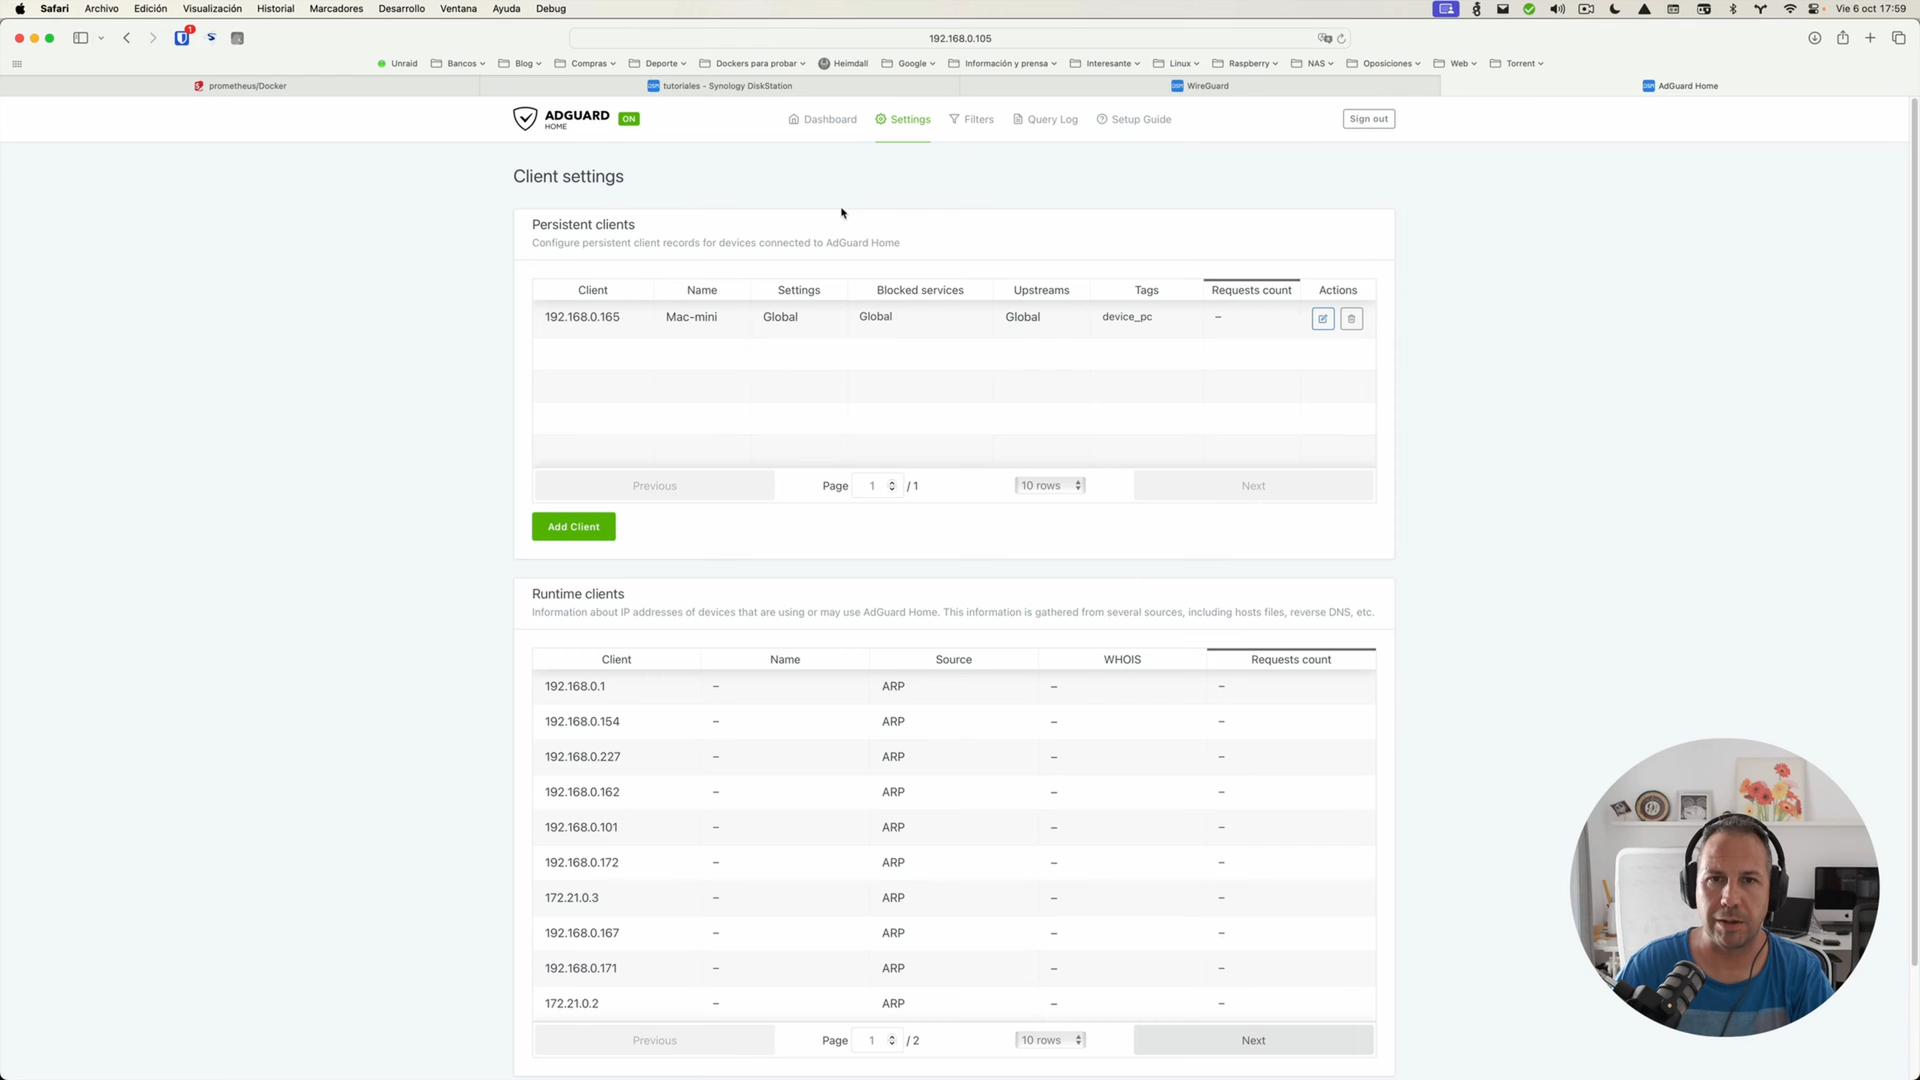 Safari Archivo Edición Visualización Historial Marcadores Desarrollo Ventana Ayuda Debug Vie 6 oct 17:59
1 192.168.0.105
Unraid Bancos Blog Compras Deporte Dockers para probar Heimdall Google Información y prensa Interesante Linux Raspberry NAS Oposiciones Web Torrent
prometheus/Docker DSM tutoriales - Synology DiskStation DSM WireGuard DSM AdGuard Home
ADGUARD HOME ON Dashboard Settings Filters Query Log Setup Guide Sign out
Client settings
Persistent clients
Configure persistent client records for devices connected to AdGuard Home
Client Name Settings Blocked services Upstreams Tags Requests count Actions
192.168.0.165 Mac-mini Global Global Global device_pc –
Previous Page 1 / 1 10 rows Next
Add Client
Runtime clients
Information about IP addresses of devices that are using or may use AdGuard Home. This information is gathered from several sources, including hosts files, reverse DNS, etc.
Client Name Source WHOIS Requests count
192.168.0.1 – ARP – –
192.168.0.154 – ARP – –
192.168.0.227 – ARP – –
192.168.0.162 – ARP – –
192.168.0.101 – ARP – –
192.168.0.172 – ARP – –
172.21.0.3 – ARP – –
192.168.0.167 – ARP – –
192.168.0.171 – ARP – –
172.21.0.2 – ARP – –
Previous Page 1 / 2 10 rows Next